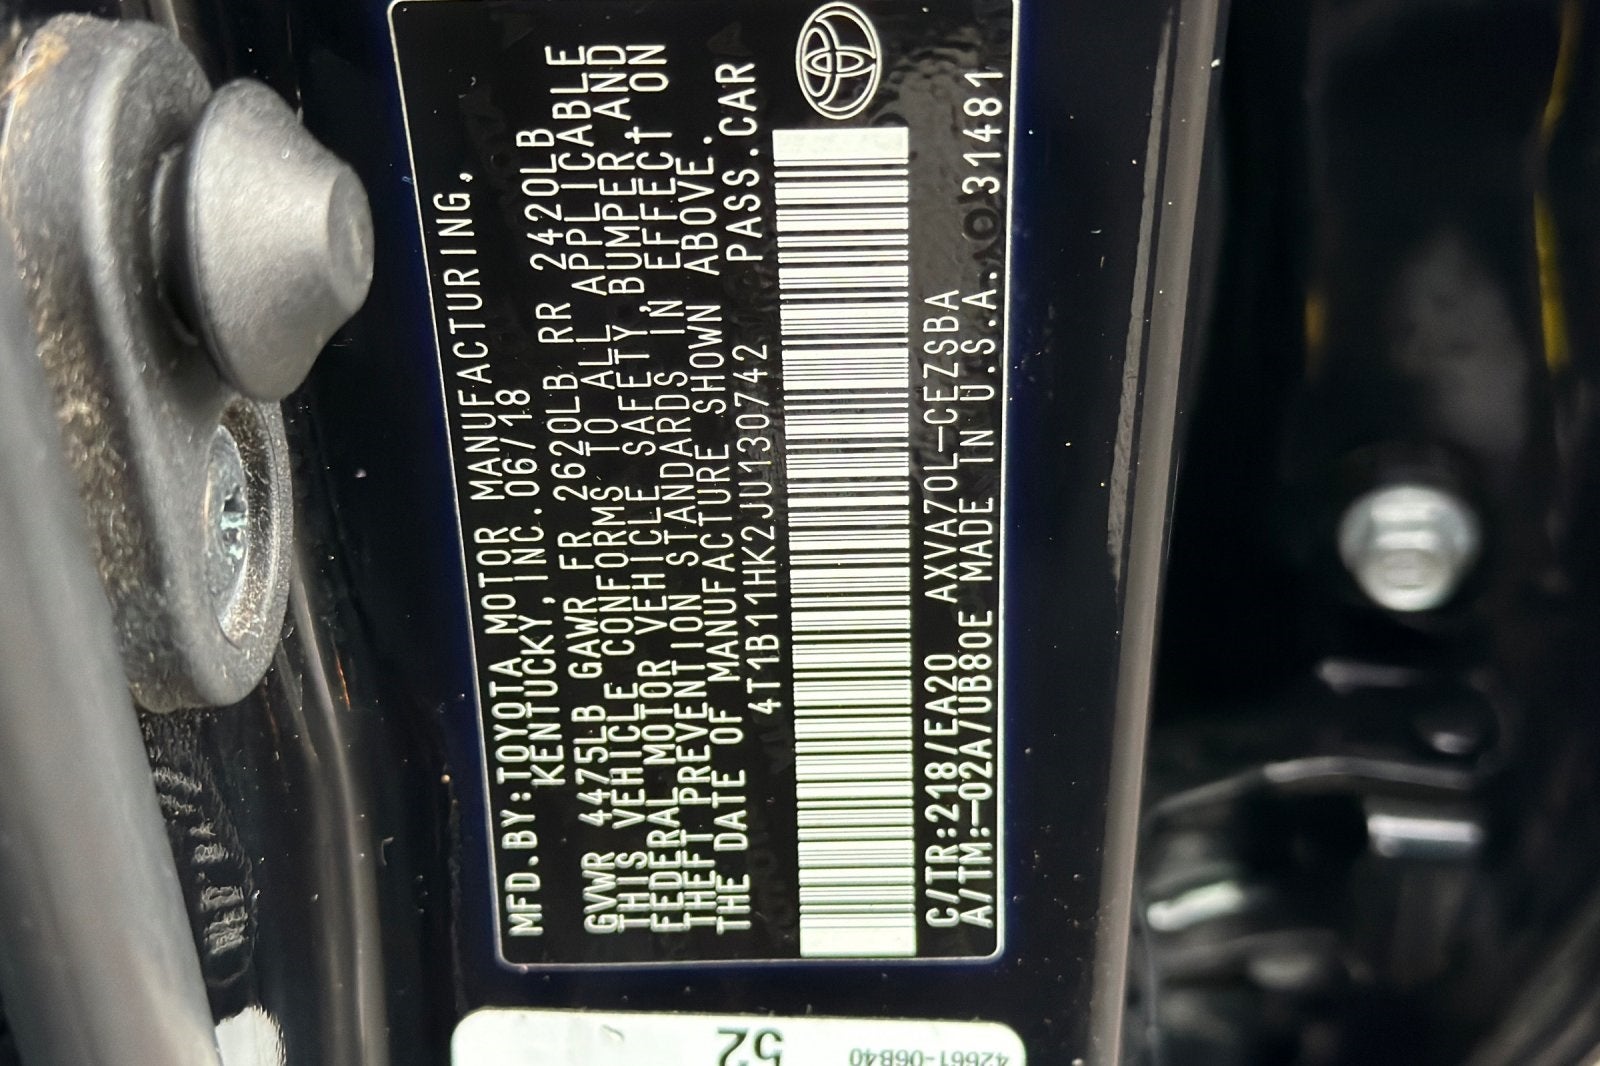 MFD.BY:TOYOTA MOTOR MANUFACTURING,
KENTUCKY,INC.06/18
GVWR 4475LB GAWR FR 2620LB RR 2420LB
THIS VEHICLE CONFORMS TO ALL APPLICABLE
FEDERAL MOTOR VEHICLE SAFETY,BUMPER,AND
THEFT PREVENTION STANDARDS IN EFFECT ON
THE DATE OF MANUFACTURE SHOWN ABOVE.
4T1B11HK2JU130742 PASS.CAR
C/TR:218/EA20 AXVA70L-CEZSBA
A/TM:-02A/UB80E MADE IN U.S.A. 31481
52
42661-06B40